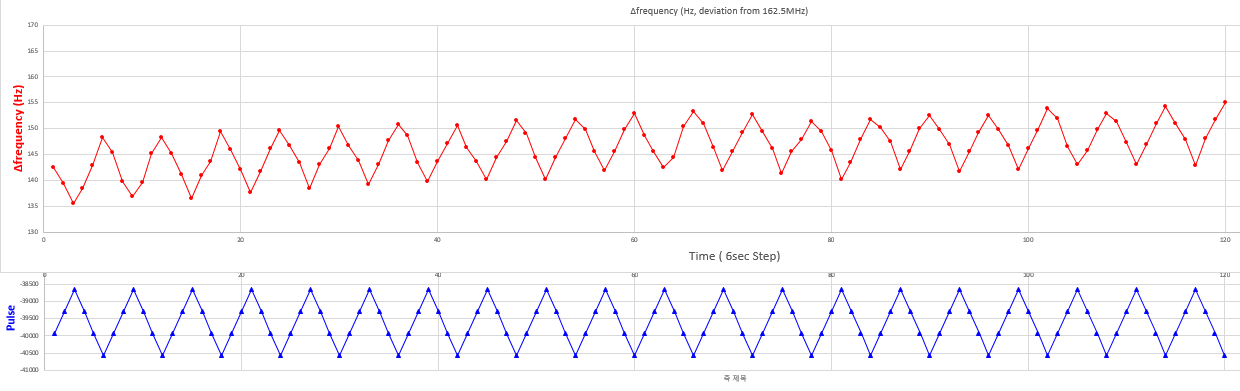 Δfrequency (Hz, deviation from 162.5MHz)
170
165
160
155
150
145
140
135
130
Δfrequency (Hz)
0 20 40 60 80 100 120
Time ( 6sec Step)
0 20 40 60 80 100 120
-38500
-39000
-39500
-40000
-40500
-41000
Pulse
축 제목